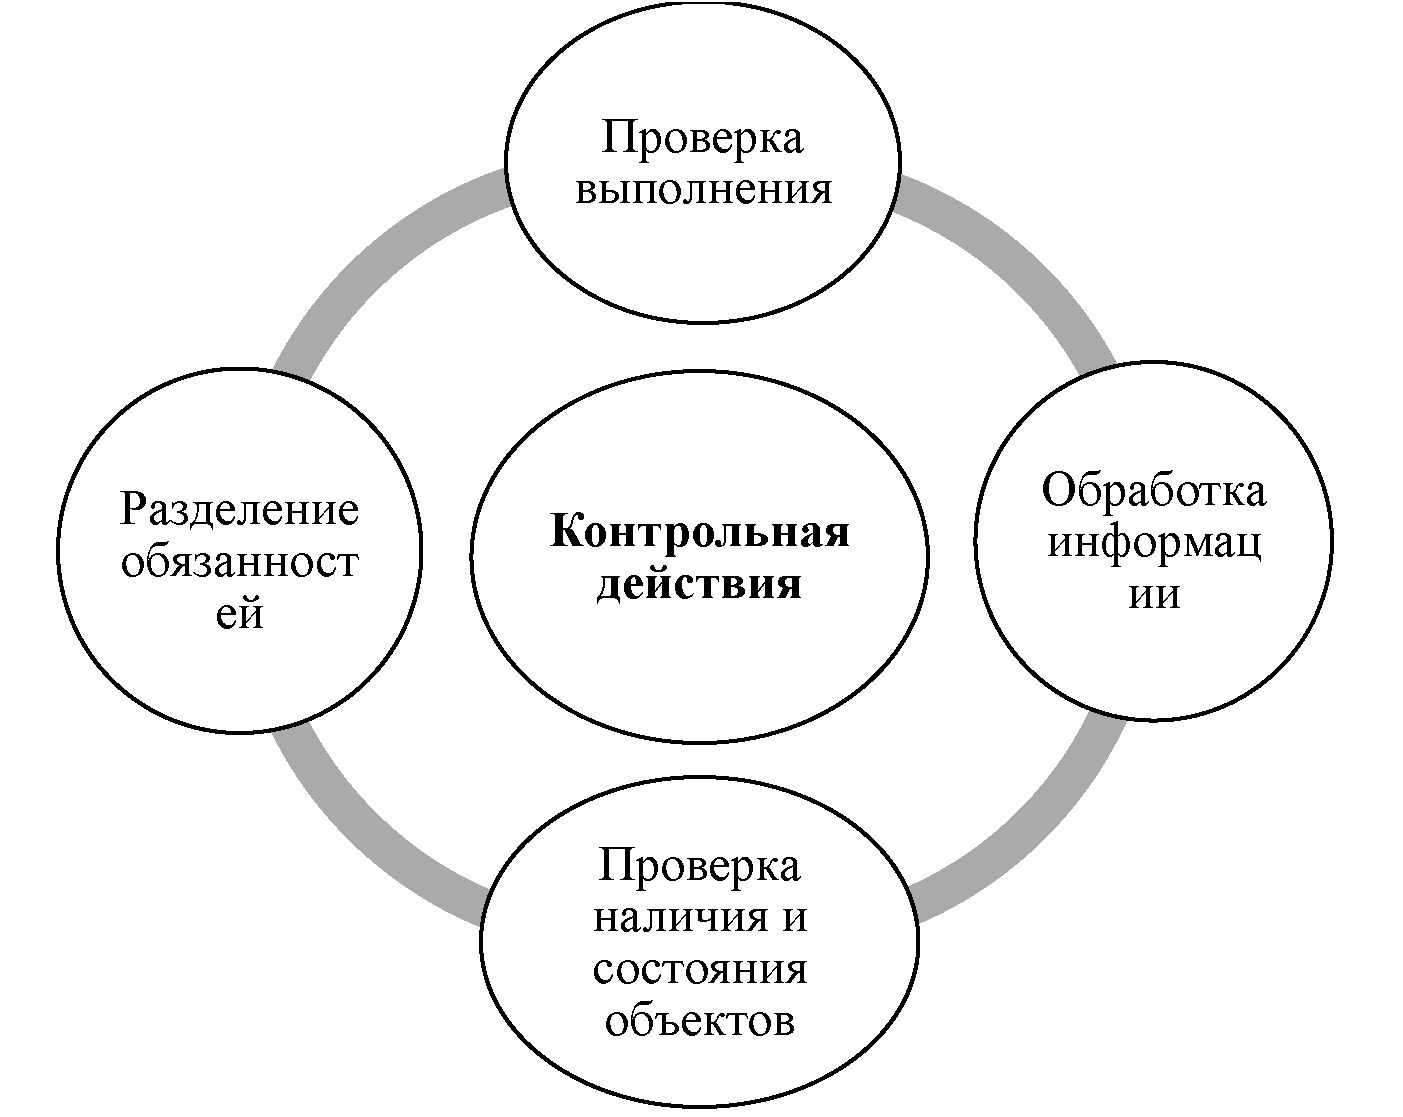 Проверка
выполнения
Разделение
обязанност
ей
Контрольная
действия
Обработка
информац
ии
Проверка
наличия и
состояния
объектов